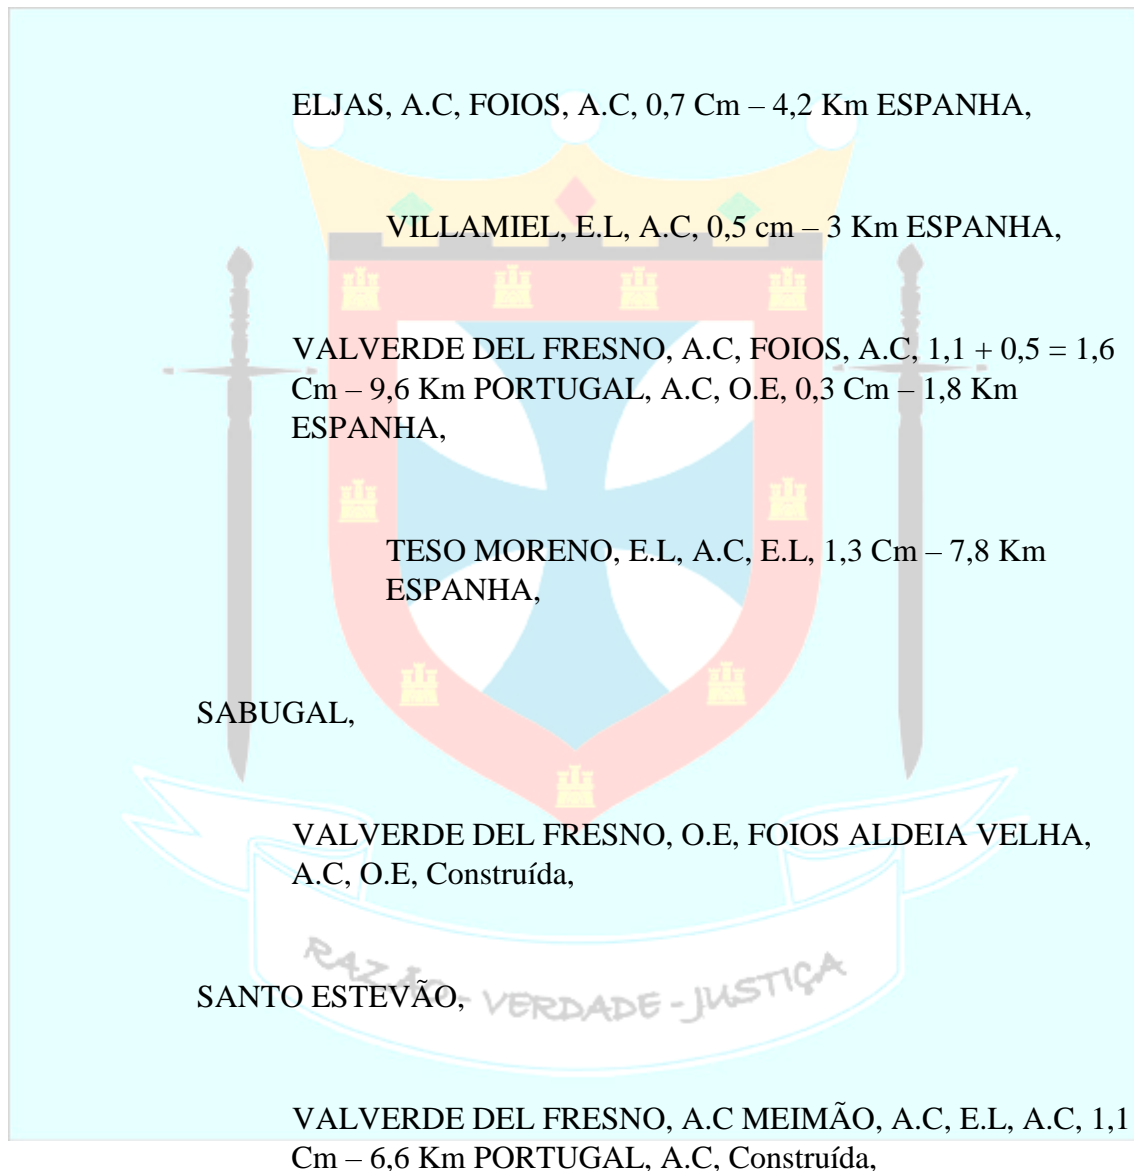 ELJAS, A.C, FOIOS, A.C, 0,7 Cm – 4,2 Km ESPANHA,
VILLAMIEL, E.L, A.C, 0,5 cm – 3 Km ESPANHA,
VALVERDE DEL FRESNO, A.C, FOIOS, A.C, 1,1 + 0,5 = 1,6
Cm – 9,6 Km PORTUGAL, A.C, O.E, 0,3 Cm – 1,8 Km
ESPANHA,
TESO MORENO, E.L, A.C, E.L, 1,3 Cm – 7,8 Km
ESPANHA,
SABUGAL,
VALVERDE DEL FRESNO, O.E, FOIOS ALDEIA VELHA,
A.C, O.E, Construída,
RAZÃO - VERDADE - JUSTIÇA
SANTO ESTEVÃO,
VALVERDE DEL FRESNO, A.C MEIMÃO, A.C, E.L, A.C, 1,1
Cm – 6,6 Km PORTUGAL, A.C, Construída,